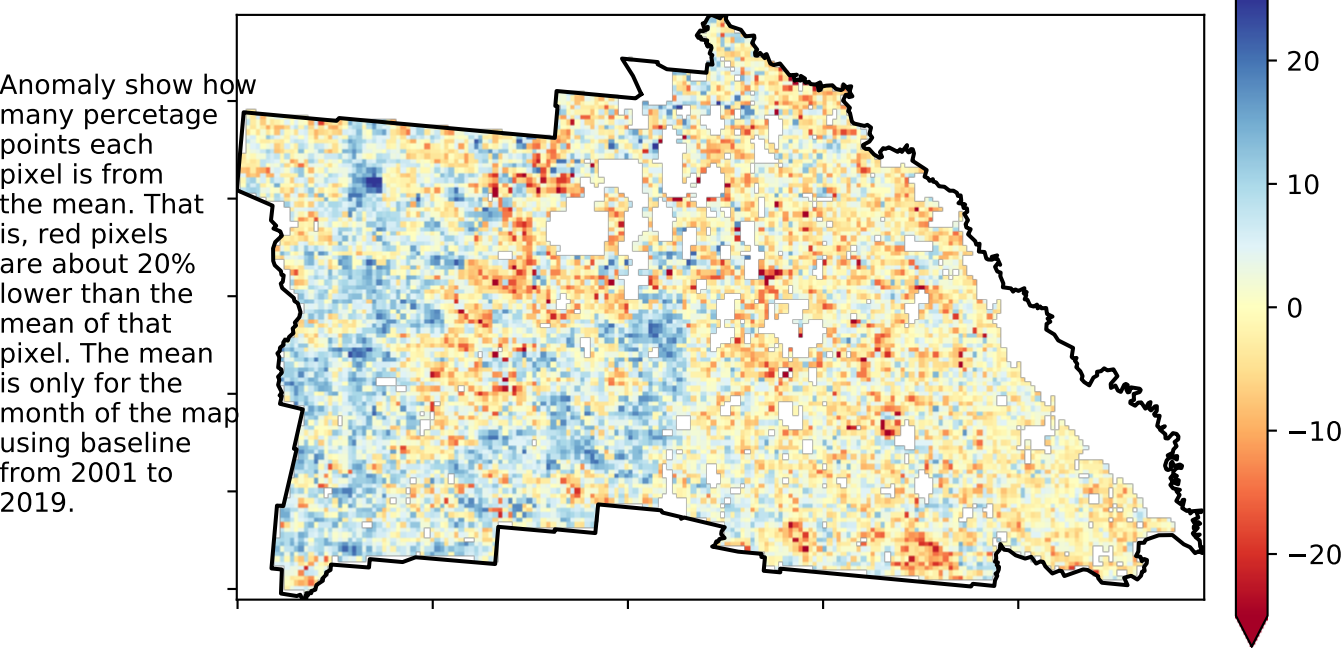 Anomaly show how
many percetage
points each
pixel is from
the mean. That
is, red pixels
are about 20%
lower than the
mean of that
pixel. The mean
is only for the
month of the map
using baseline
from 2001 to
2019.
20
10
0
−10
−20